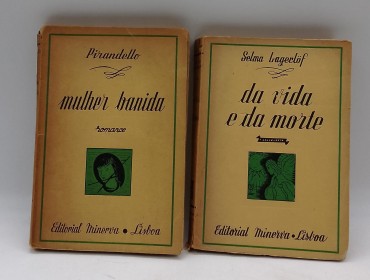 Pirandello
mulher banida
romance
Editorial Minerva • Lisboa
Selma Lagerlöf
da vida
e da morte
Editorial Minerva • Lisboa